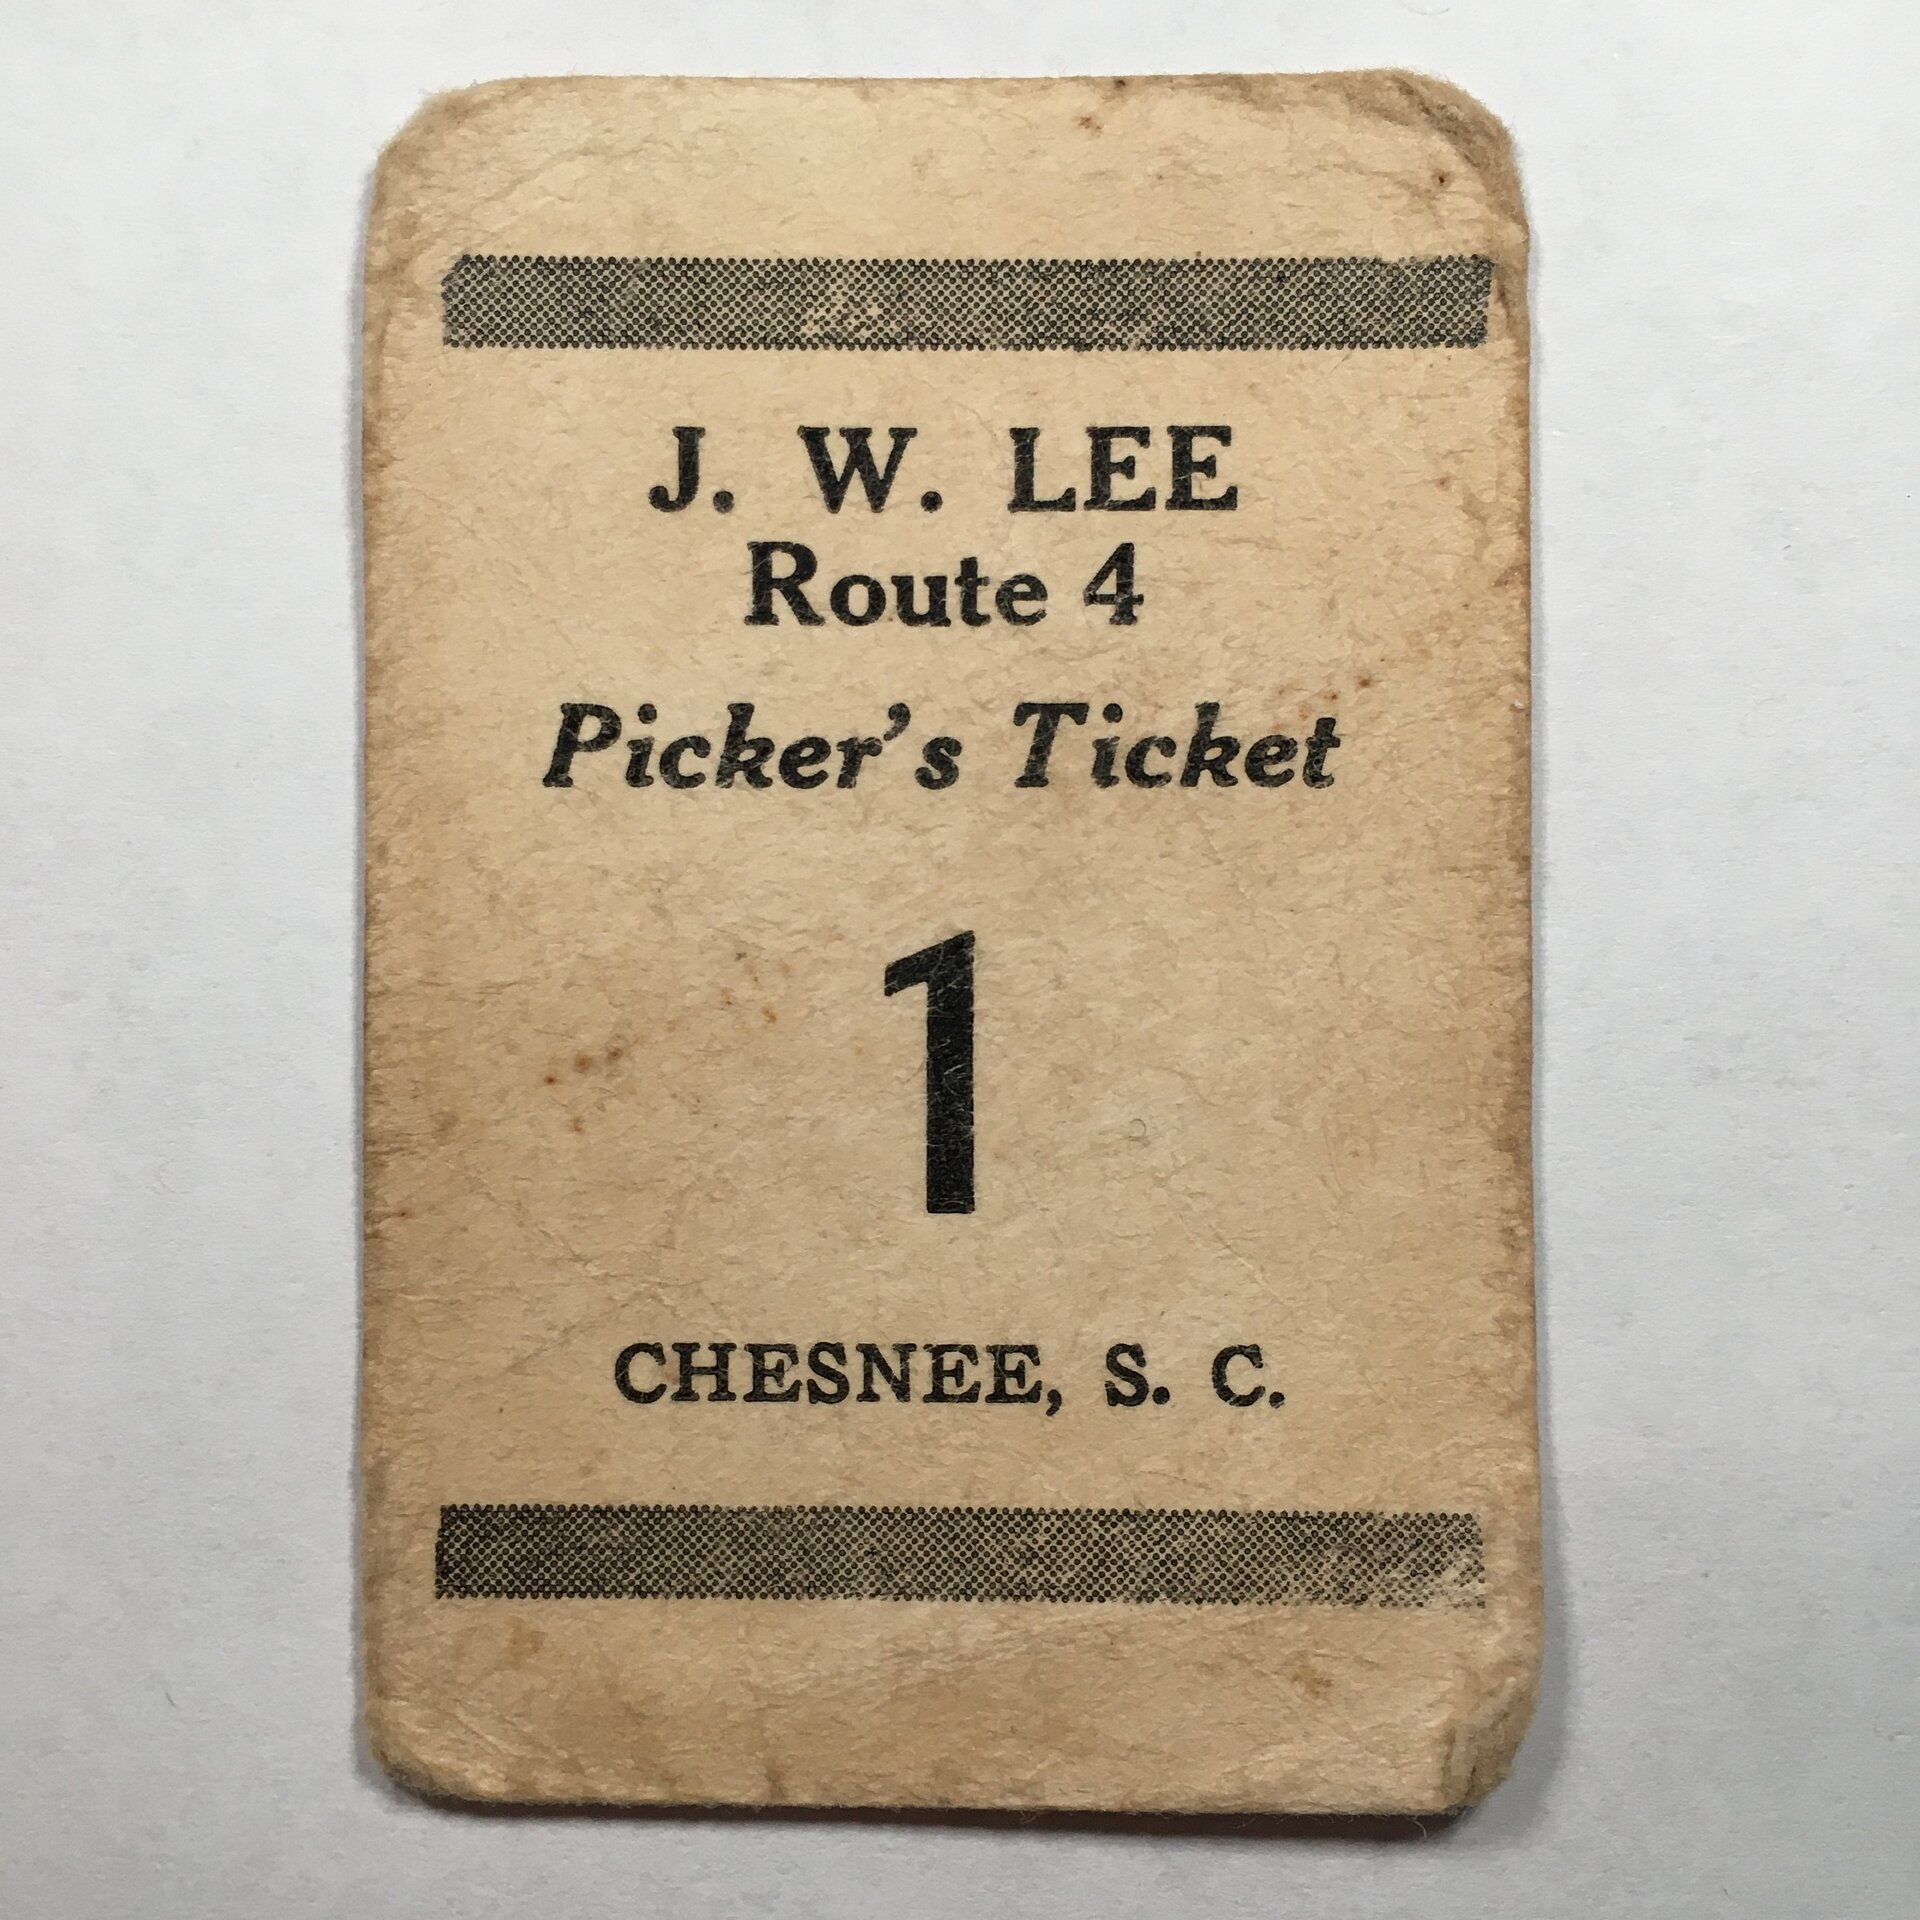 J. W. LEE
Route 4
Picker's Ticket
1
CHESNEE, S. C.